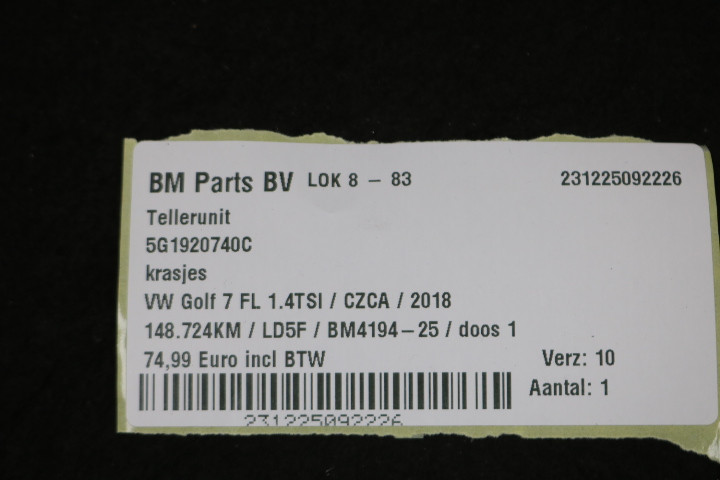 BM Parts BV LOK 8 - 83 231225092226
Tellerunit
5G1920740C
krasjes
VW Golf 7 FL 1.4TSI / CZCA / 2018
148.724KM / LD5F / BM4194-25 / doos 1
74,99 Euro incl BTW Verz: 10
Aantal: 1
231225092226